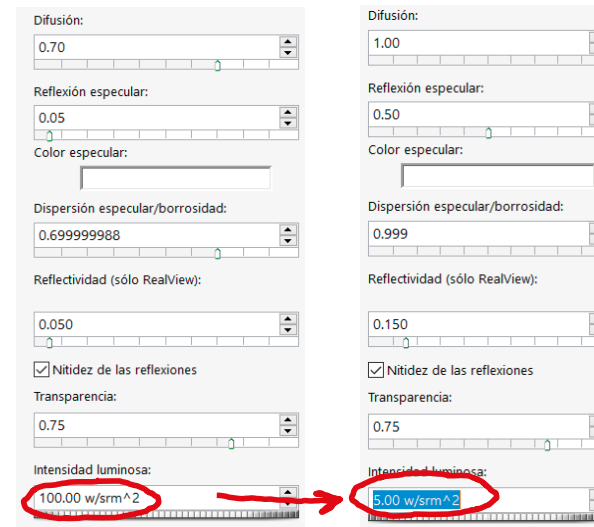 Difusión:
0.70
Reflexión especular:
0.05
Color especular:
Dispersión especular/borrosidad:
0.699999988
Reflectividad (sólo RealView):
0.050
Nitidez de las reflexiones
Transparencia:
0.75
Intensidad luminosa:
100.00 w/srm^2
Difusión:
1.00
Reflexión especular:
0.50
Color especular:
Dispersión especular/borrosidad:
0.999
Reflectividad (sólo RealView):
0.150
Nitidez de las reflexiones
Transparencia:
0.75
Intensidad luminosa:
5.00 w/srm^2